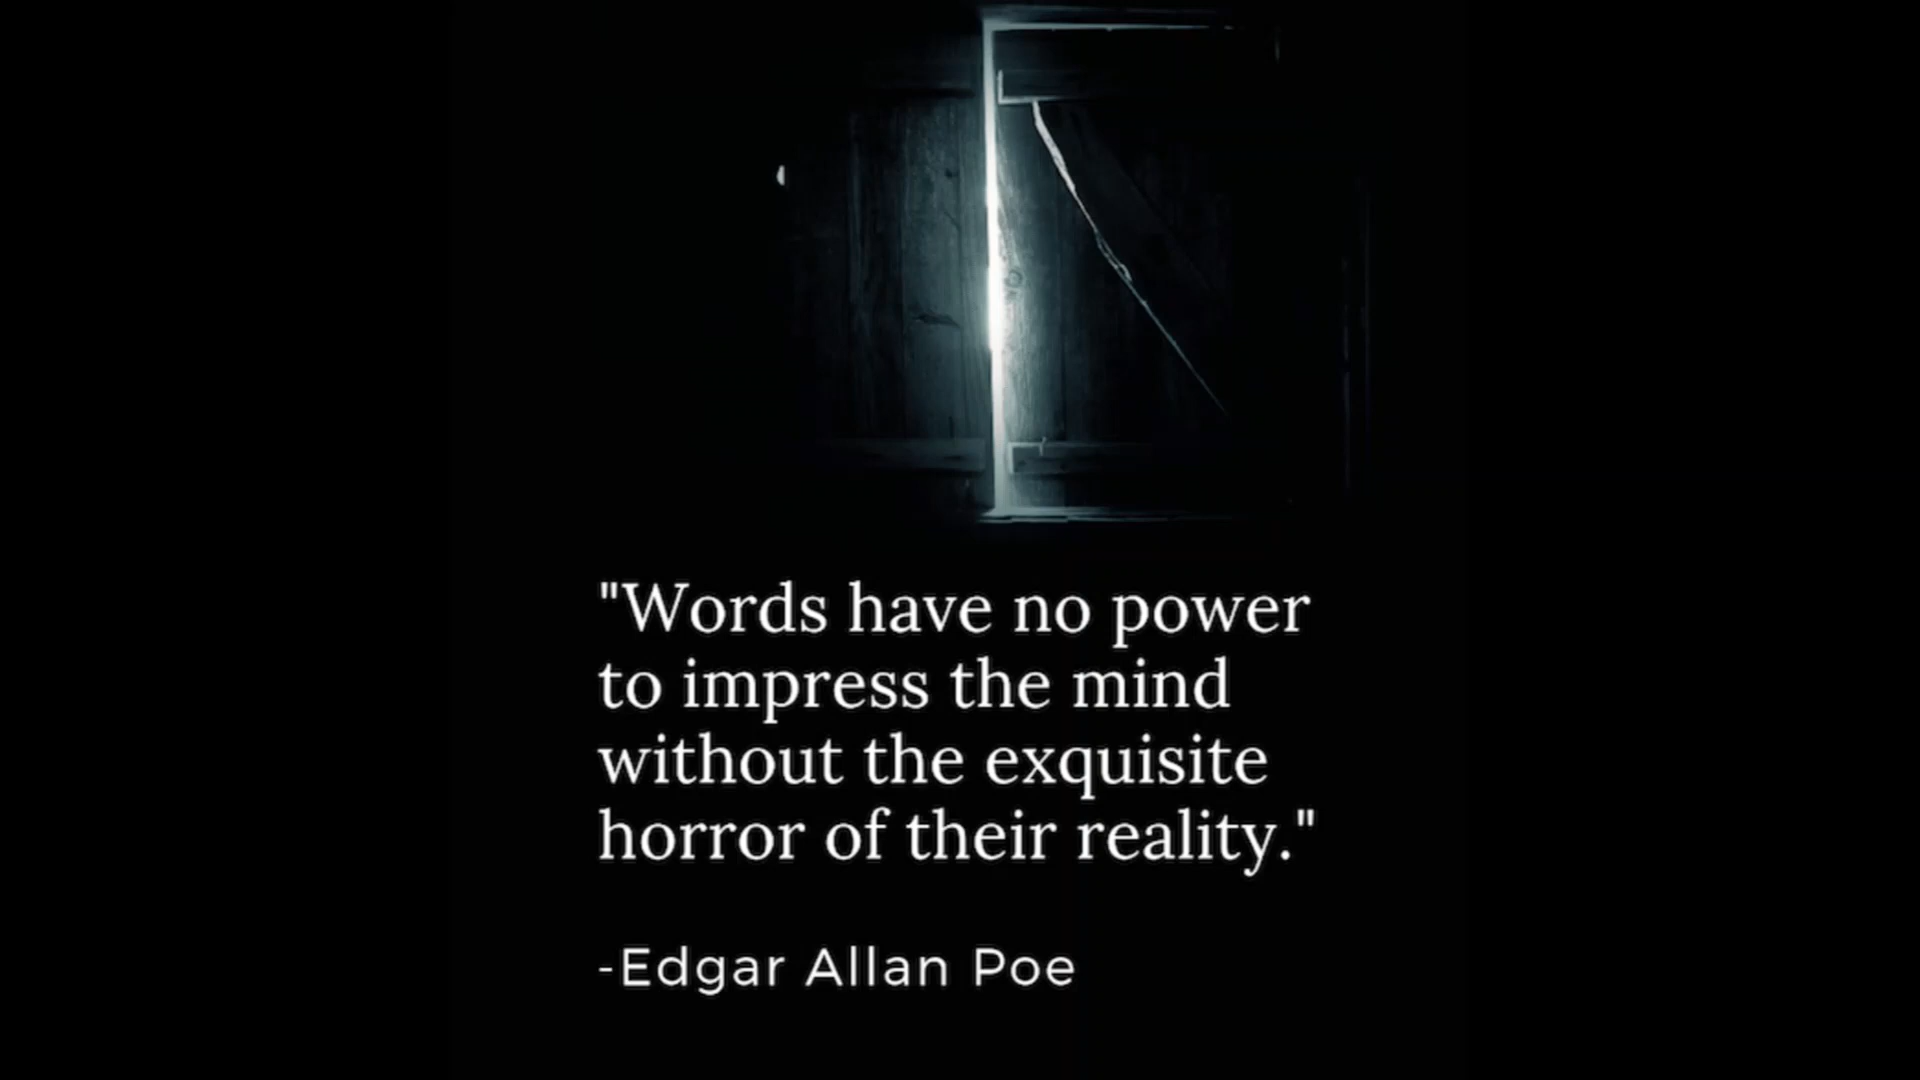 "Words have no power
to impress the mind
without the exquisite
horror of their reality."
-Edgar Allan Poe